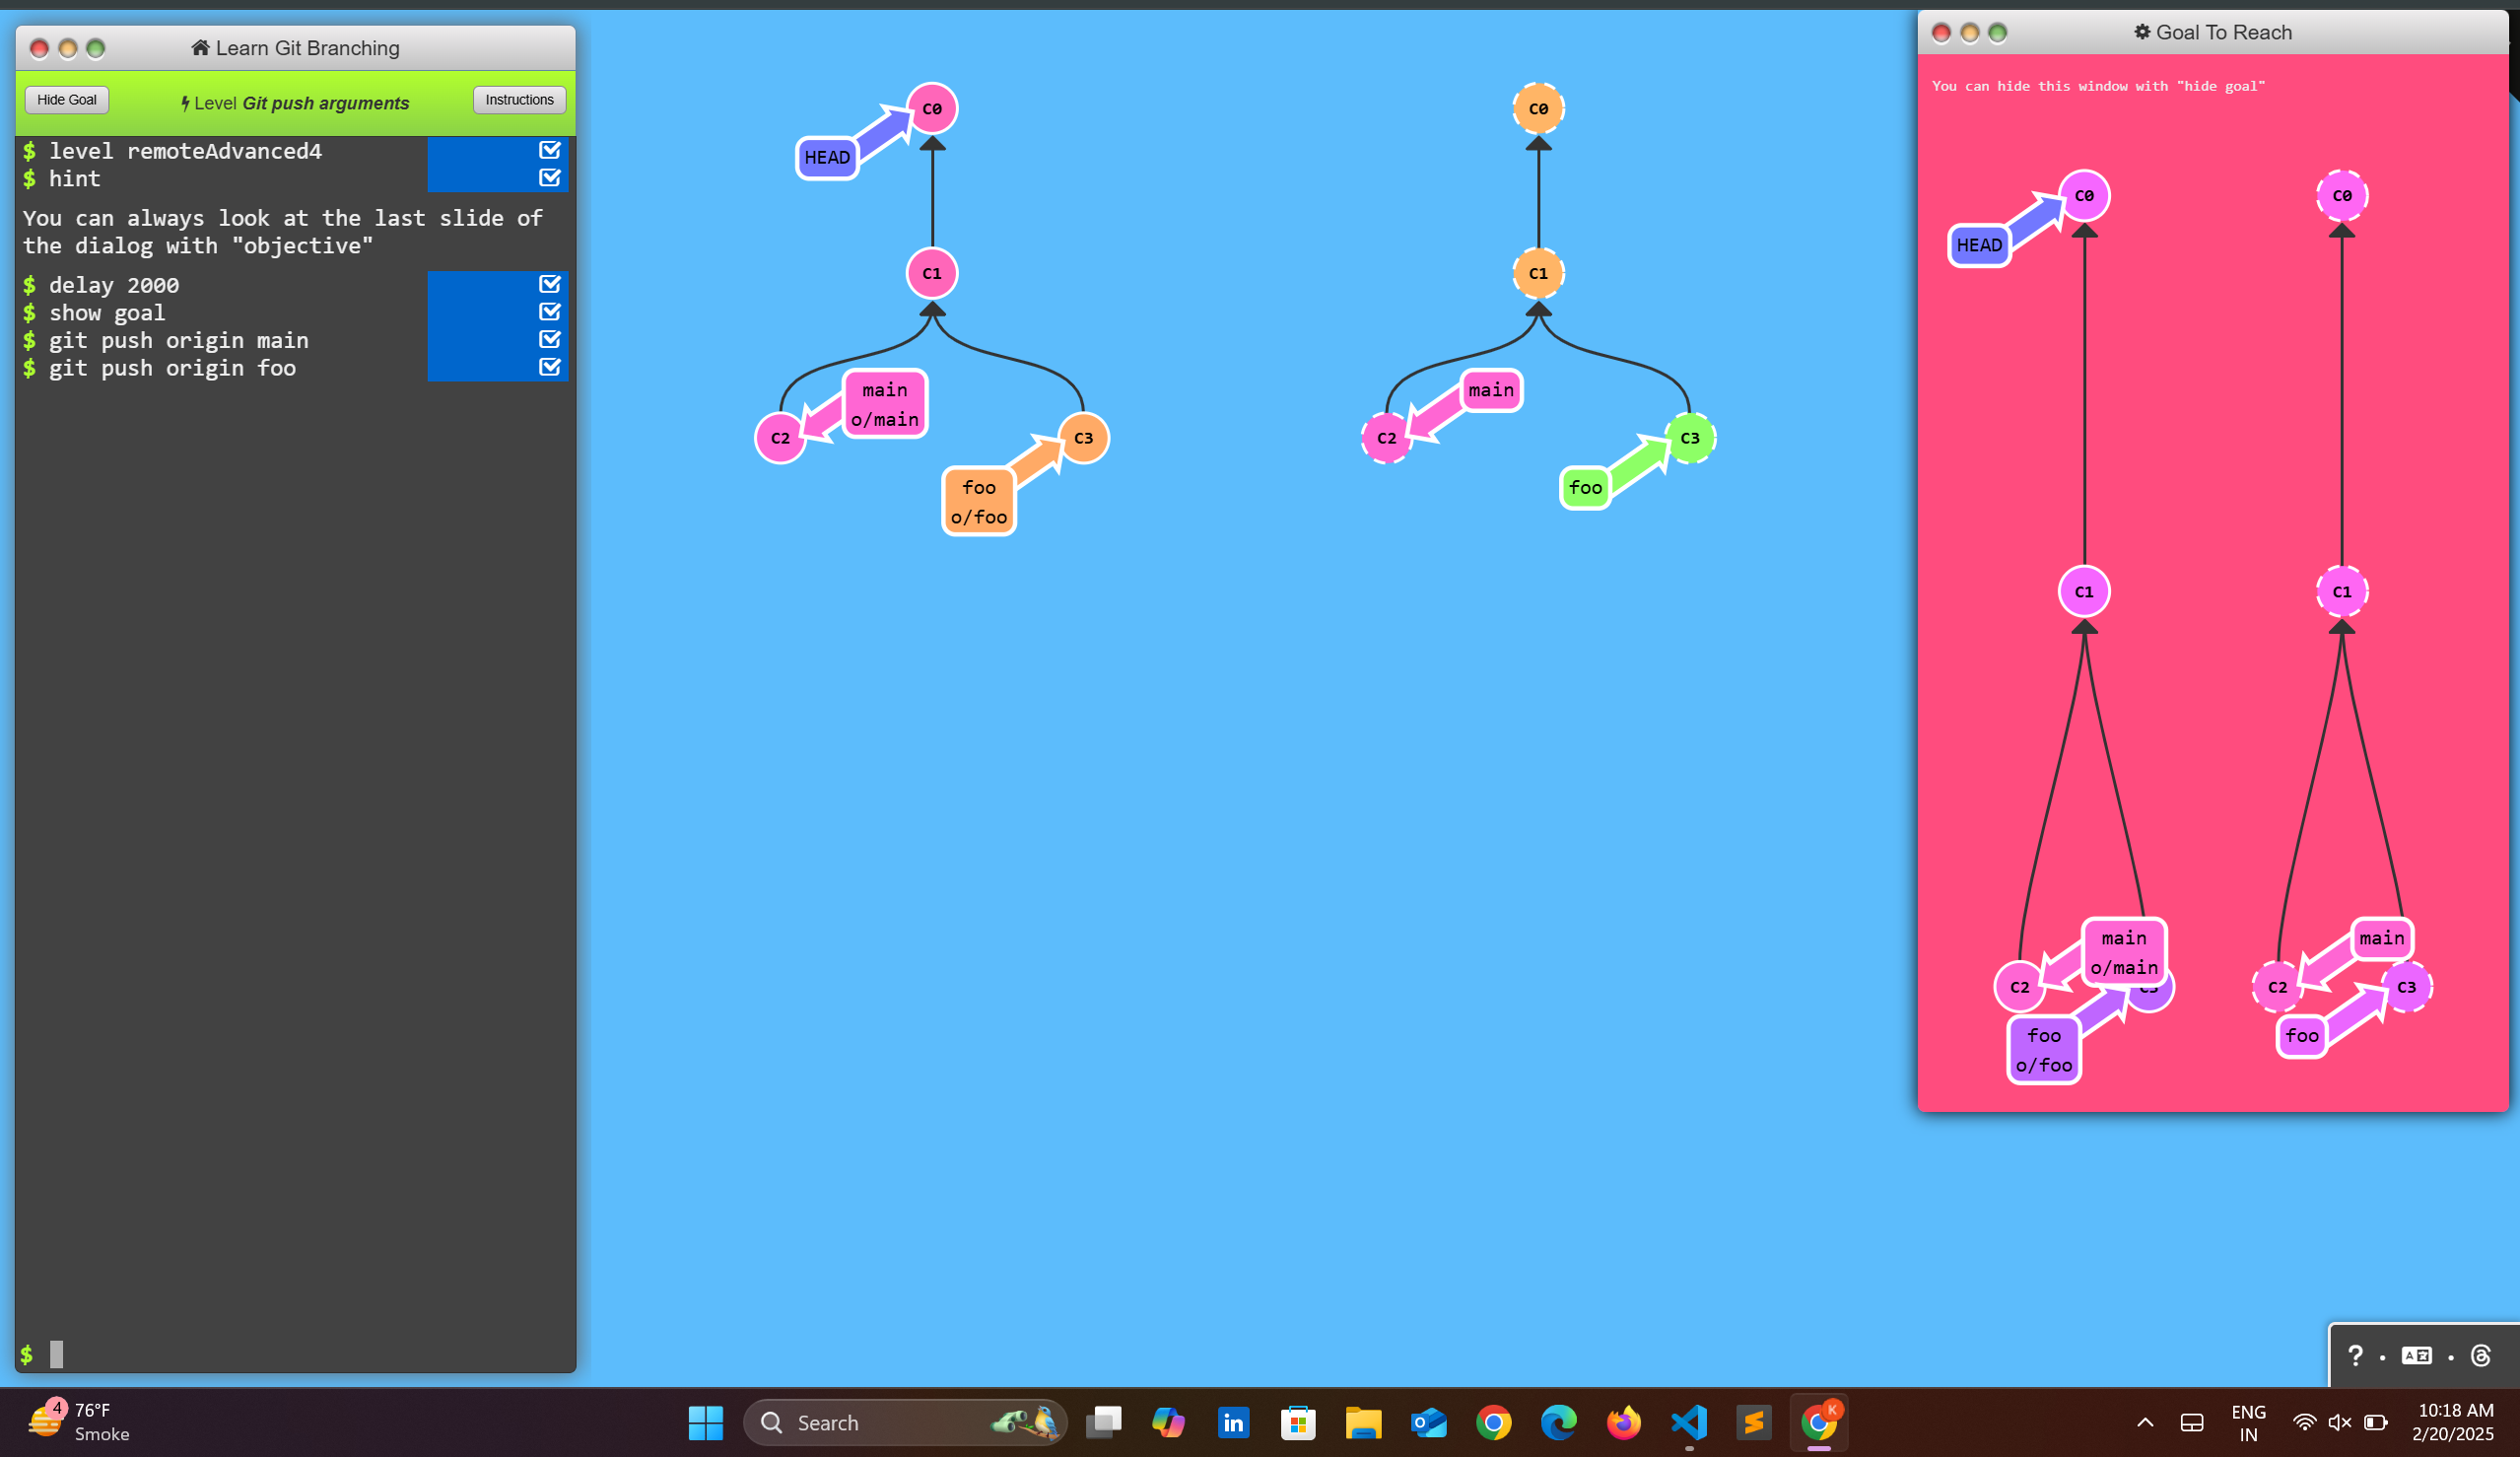 Learn Git Branching
Hide Goal
Level Git push arguments
Instructions
$ level remoteAdvanced4
$ hint
You can always look at the last slide of
the dialog with "objective"
$ delay 2000
$ show goal
$ git push origin main
$ git push origin foo
$
C0
HEAD
C1
main
o/main
C2
C3
foo
o/foo
C0
C1
main
C2
C3
foo
Goal To Reach
You can hide this window with "hide goal"
C0
HEAD
C1
main
o/main
C2
foo
o/foo
C0
C1
main
C2
C3
foo
?
4
76°F
Smoke
Search
in
K
ENG
IN
10:18 AM
2/20/2025